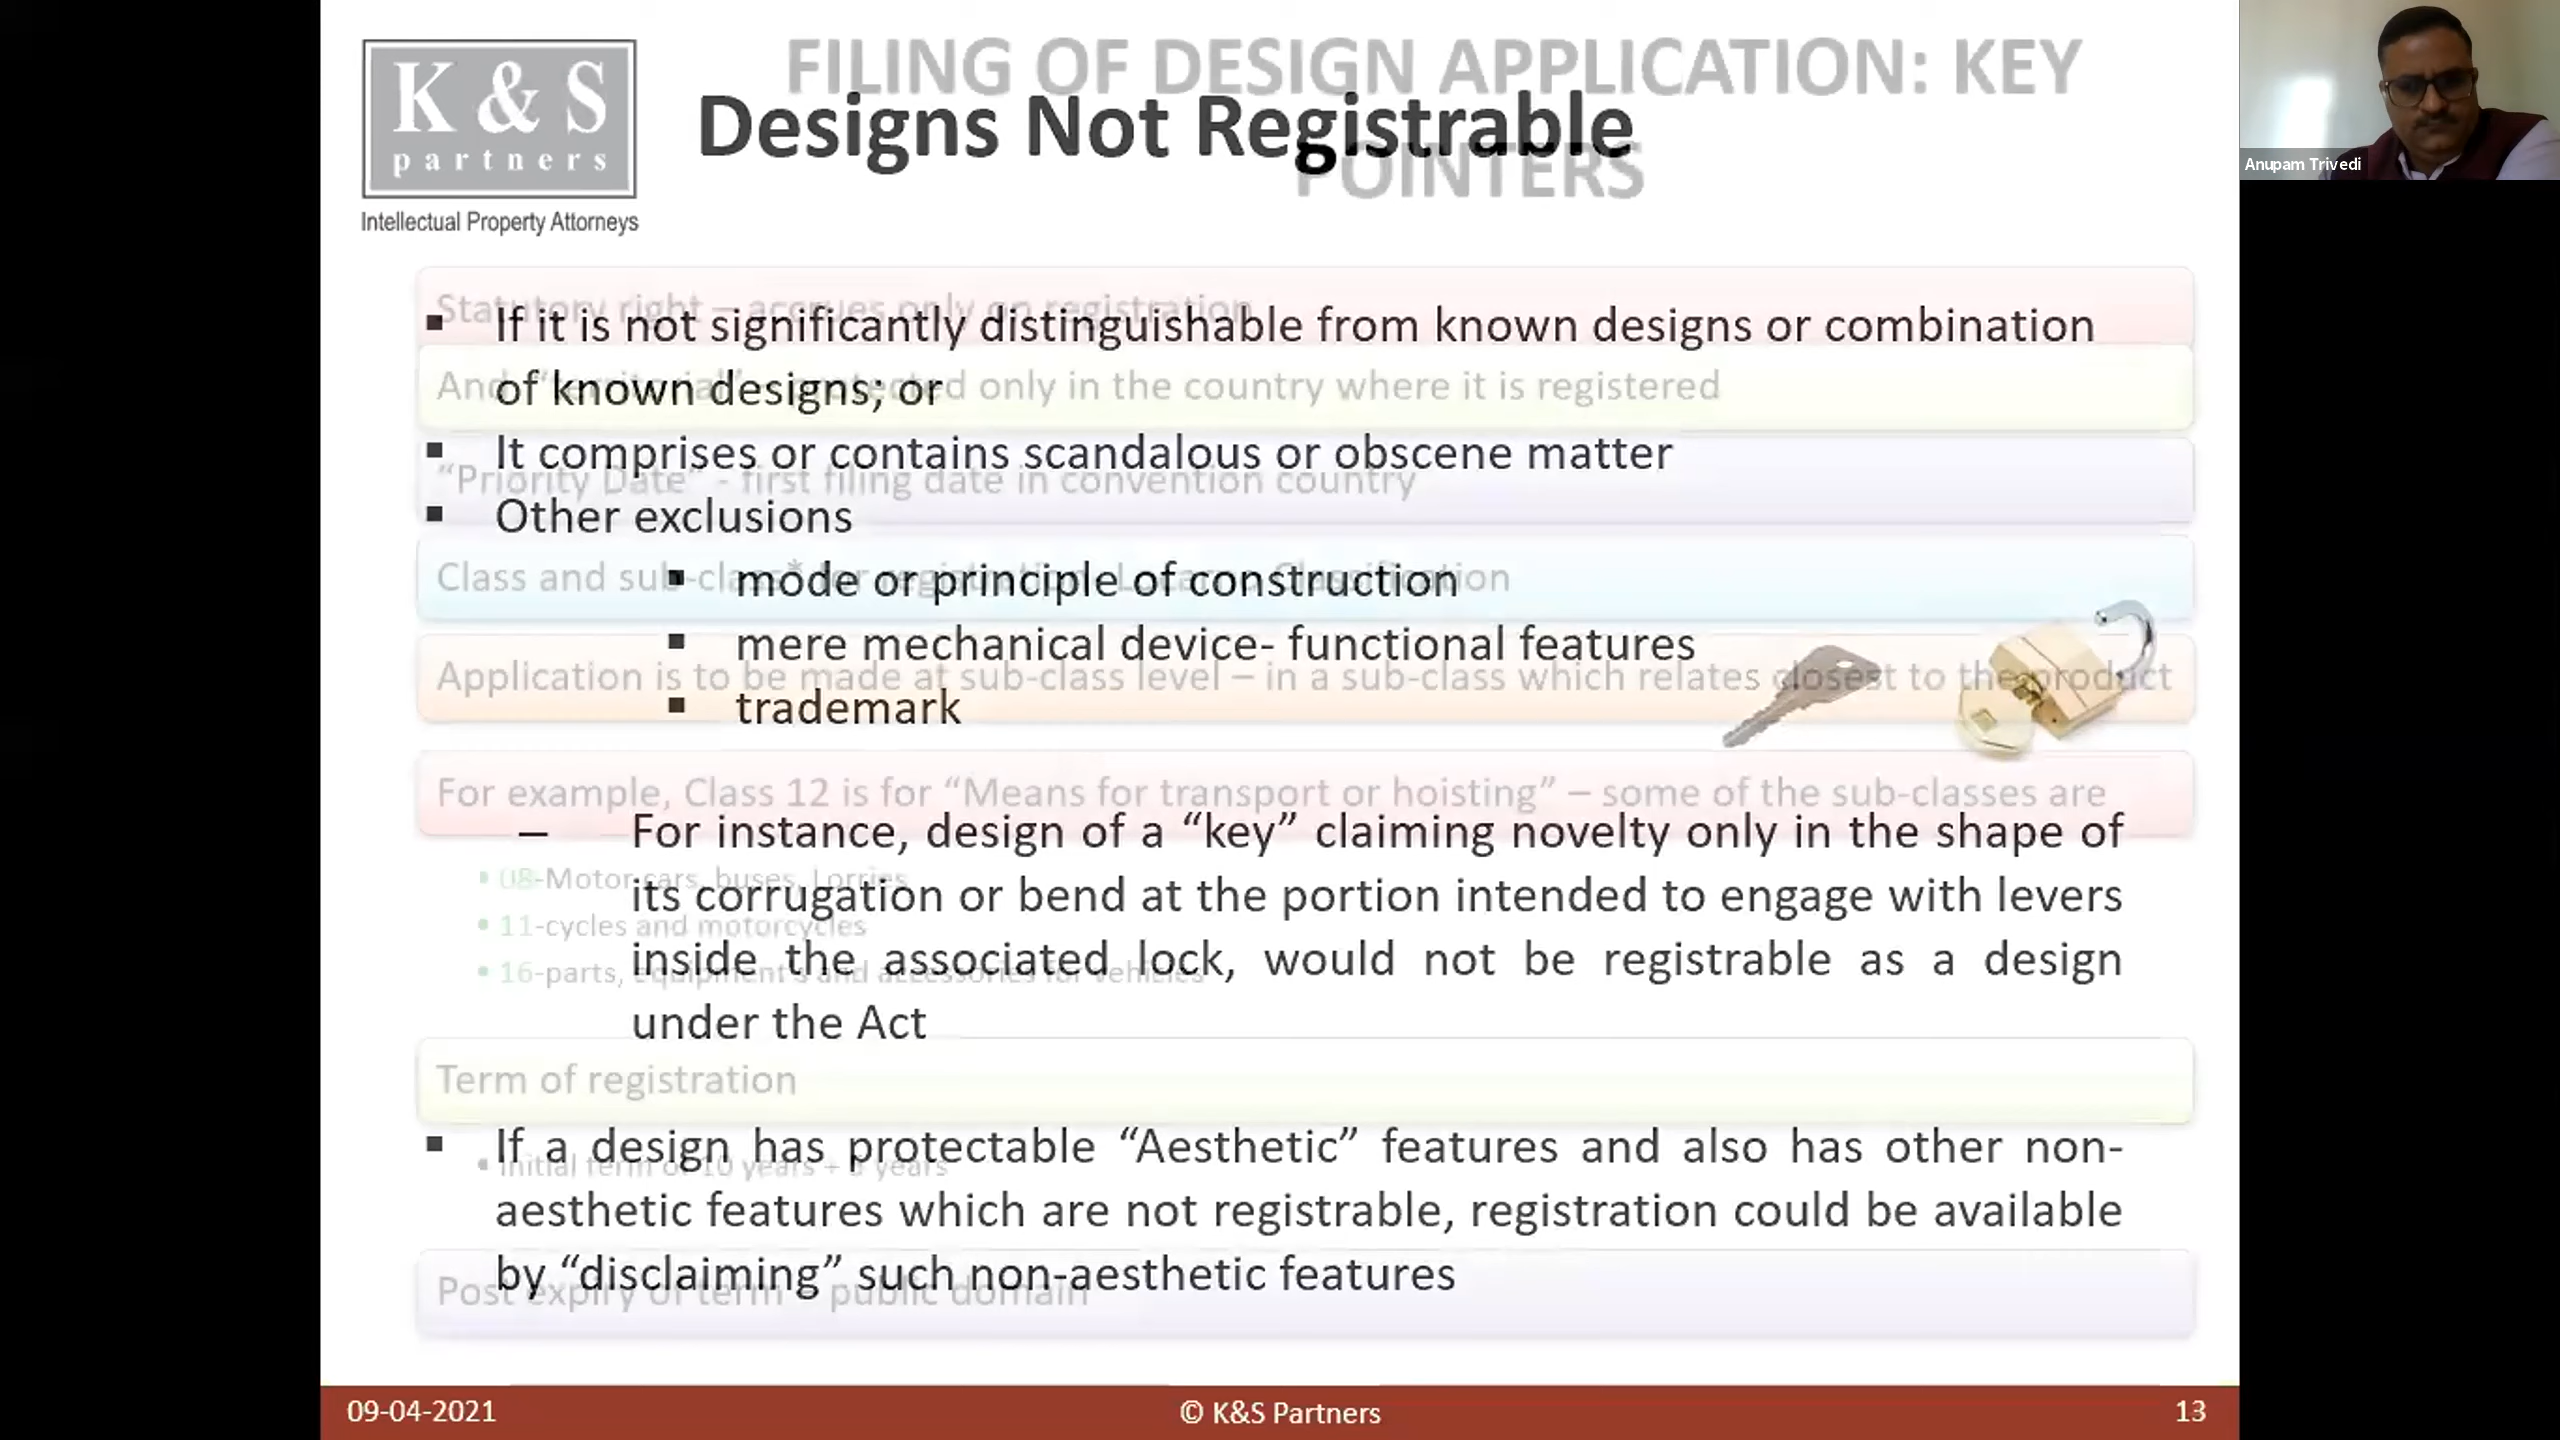 K & S
partners
Intellectual Property Attorneys
FILING OF DESIGN APPLICATION: KEY
POINTERS
Designs Not Registrable
Anupam Trivedi
▪ If it is not significantly distinguishable from known designs or combination
of known designs; or
▪ It comprises or contains scandalous or obscene matter
▪ Other exclusions
▪ mode or principle of construction
▪ mere mechanical device- functional features
▪ trademark
– For instance, design of a “key” claiming novelty only in the shape of
its corrugation or bend at the portion intended to engage with levers
inside the associated lock, would not be registrable as a design
under the Act
▪ If a design has protectable “Aesthetic” features and also has other non-
aesthetic features which are not registrable, registration could be available
by “disclaiming” such non-aesthetic features
Statutory right – accrues only on registration
only in the country where it is registered
“Priority Date” - first filing date in convention country
Class and sub-class* for registration Classification
Application is to be made at sub-class level – in a sub-class which relates closest to the product
For example, Class 12 is for “Means for transport or hoisting” – some of the sub-classes are
• 08-Motor cars, buses, Lorries
• 11-cycles and motorcycles
• 16-parts, equipment's and accessories for vehicles
Term of registration
• Initial term of 10 years + 5 years
Post expiry of term – public domain
09-04-2021
© K&S Partners
13